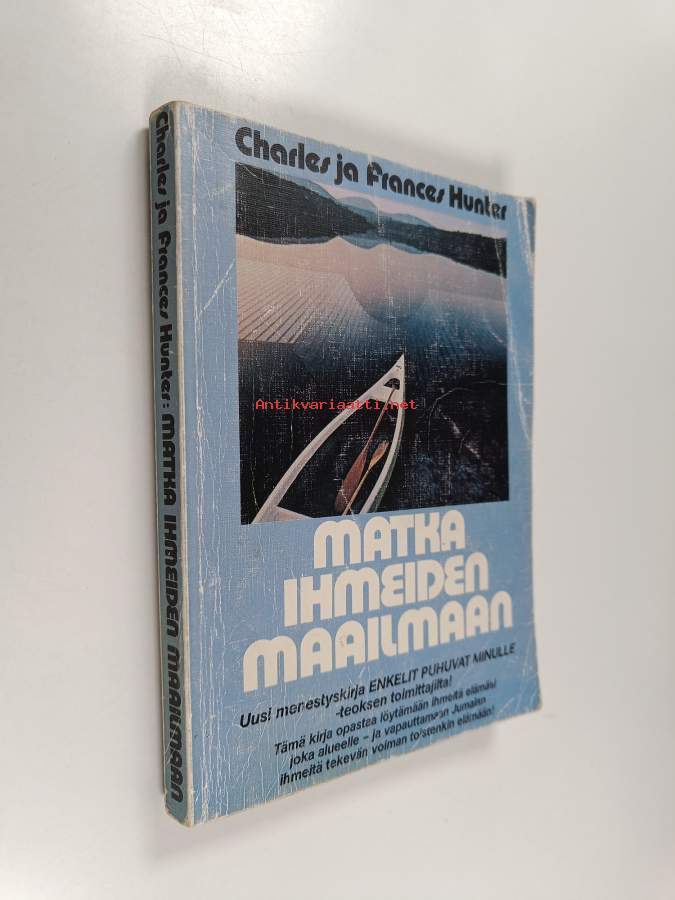 Charles ja Frances Hunter
Antikvariaatti.net
MATKA
IHMEIDEN
MAAILMAAN
Uusi menestyskirja ENKELIT PUHUVAT MINULLE
-teoksen toimittajilta!
Tämä kirja opastaa löytämään ihmeitä elämäsi
joka alueelle – ja vapauttamaan Jumalan
ihmeitä tekevän voiman toistenkin elämään!
Charles ja Frances Hunter: MATKA IHMEIDEN MAAILMAAN